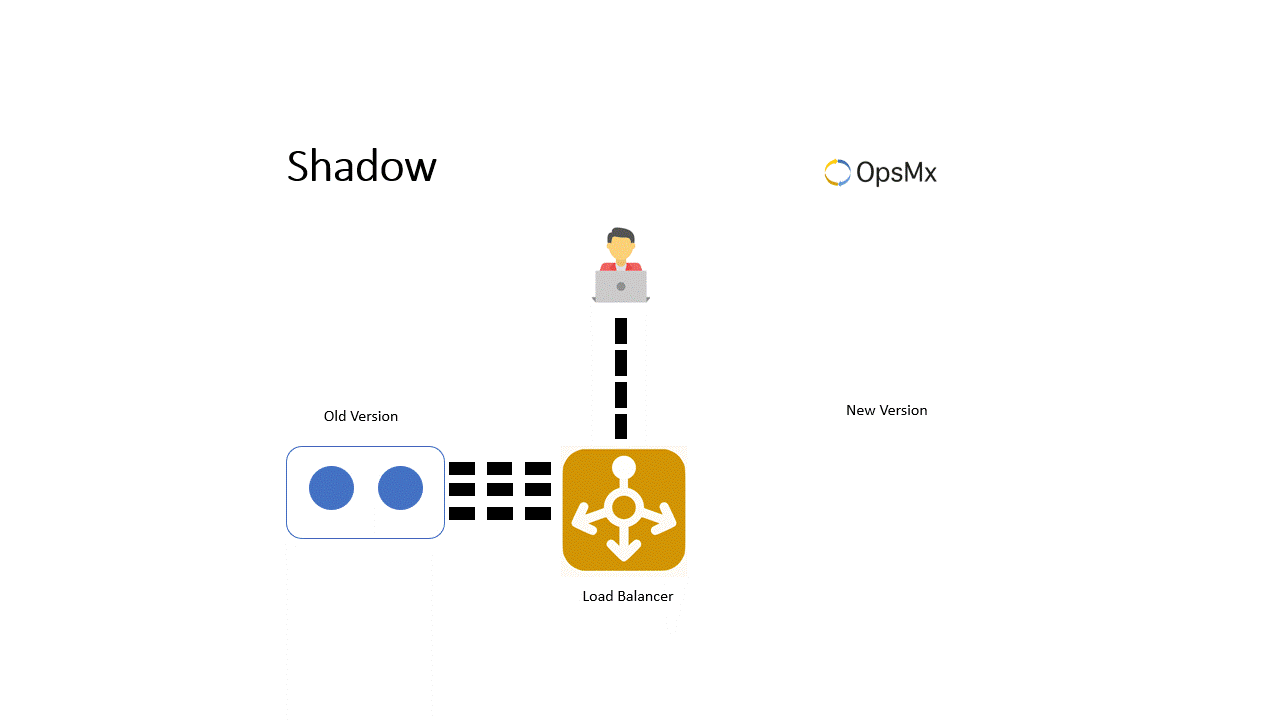 Shadow
OpsMx
Old Version
New Version
Load Balancer